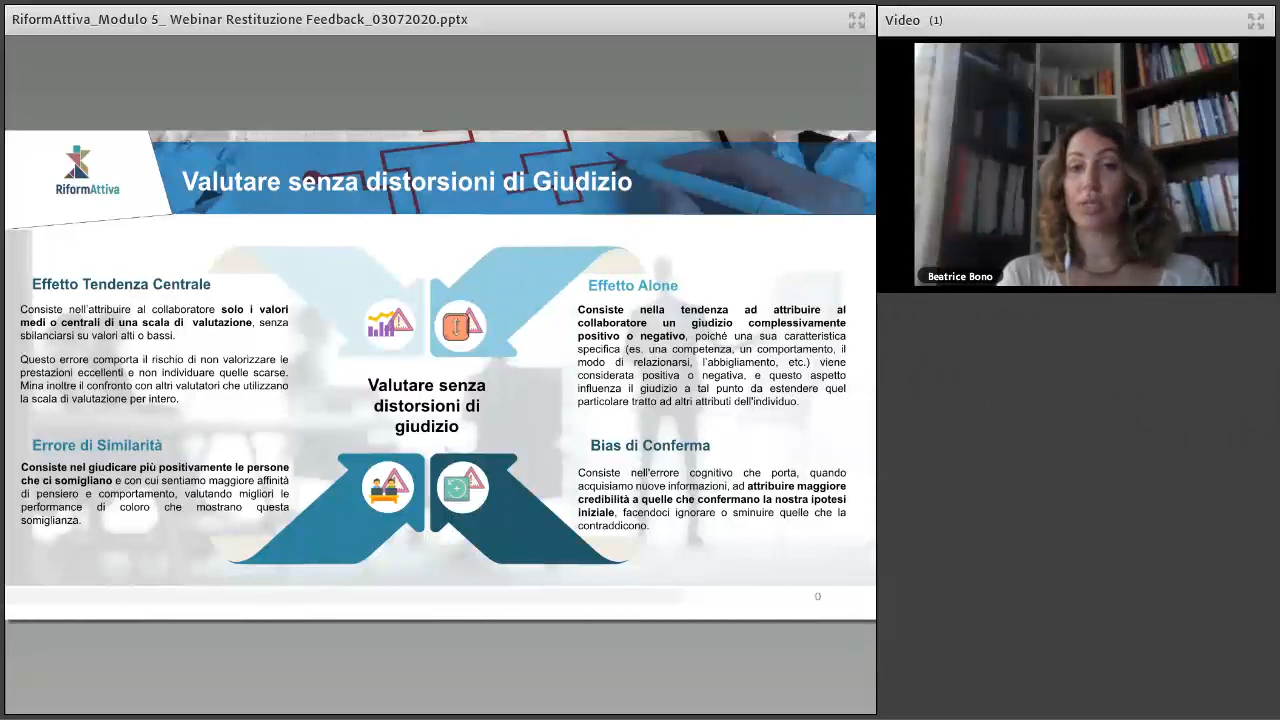 RiformAttiva_Modulo 5_ Webinar Restituzione Feedback_03072020.pptx
Video (1)
Beatrice Bono
RiformAttiva
Valutare senza distorsioni di Giudizio
Effetto Tendenza Centrale
Consiste nell'attribuire al collaboratore solo i valori
medi o centrali di una scala di valutazione, senza
sbilanciarsi su valori alti o bassi.
Questo errore comporta il rischio di non valorizzare le
prestazioni eccellenti e non individuare quelle scarse.
Mina inoltre il confronto con altri valutatori che utilizzano
la scala di valutazione per intero.
Effetto Alone
Consiste nella tendenza ad attribuire al
collaboratore un giudizio complessivamente
positivo o negativo, poiché una sua caratteristica
specifica (es. una competenza, un comportamento, il
modo di relazionarsi, l'abbigliamento, etc.) viene
considerata positiva o negativa, e questo aspetto
influenza il giudizio a tal punto da estendere quel
particolare tratto ad altri attributi dell'individuo.
Valutare senza
distorsioni di
giudizio
Errore di Similarità
Consiste nel giudicare più positivamente le persone
che ci somigliano e con cui sentiamo maggiore affinità
di pensiero e comportamento, valutando migliori le
performance di coloro che mostrano questa
somiglianza.
Bias di Conferma
Consiste nell'errore cognitivo che porta, quando
acquisiamo nuove informazioni, ad attribuire maggiore
credibilità a quelle che confermano la nostra ipotesi
iniziale, facendoci ignorare o sminuire quelle che la
contraddicono.
0